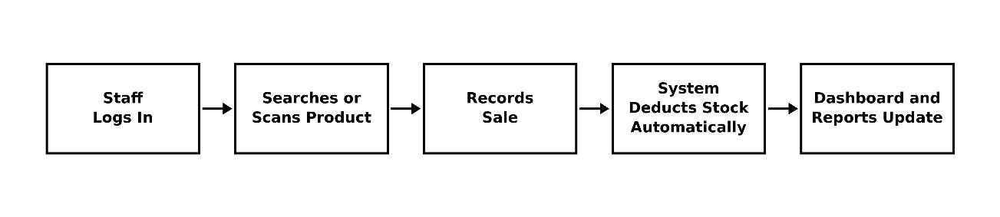 Staff
Logs In
Searches or
Scans Product
Records
Sale
System
Deducts Stock
Automatically
Dashboard and
Reports Update